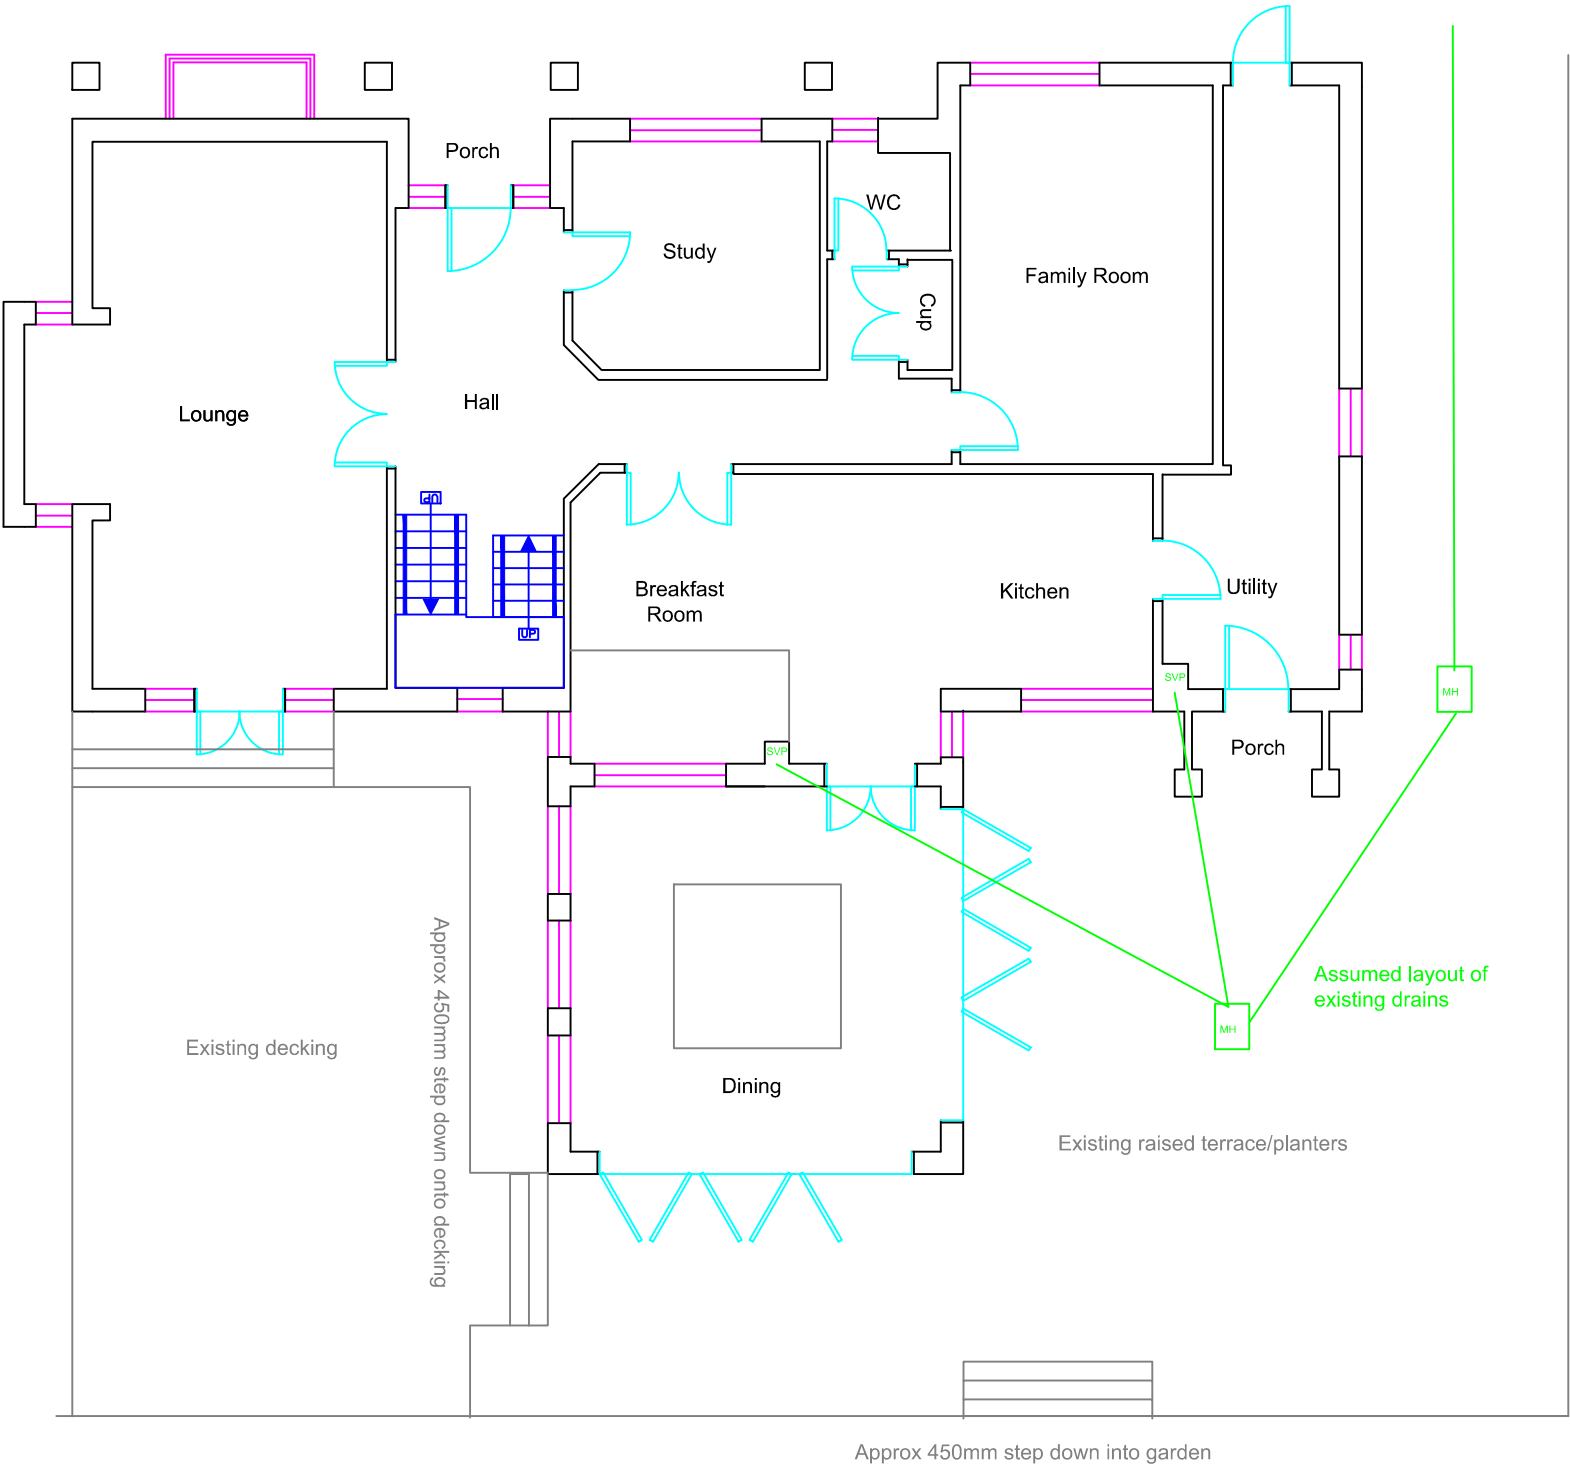 Porch
WC
Study
Family Room
Cup
Hall
Lounge
UP
Breakfast
Room
Kitchen
Utility
UP
SVP
MH
SVP
Porch
Approx 450mm step down onto decking
Assumed layout of
existing drains
MH
Existing decking
Dining
Existing raised terrace/planters
Approx 450mm step down into garden